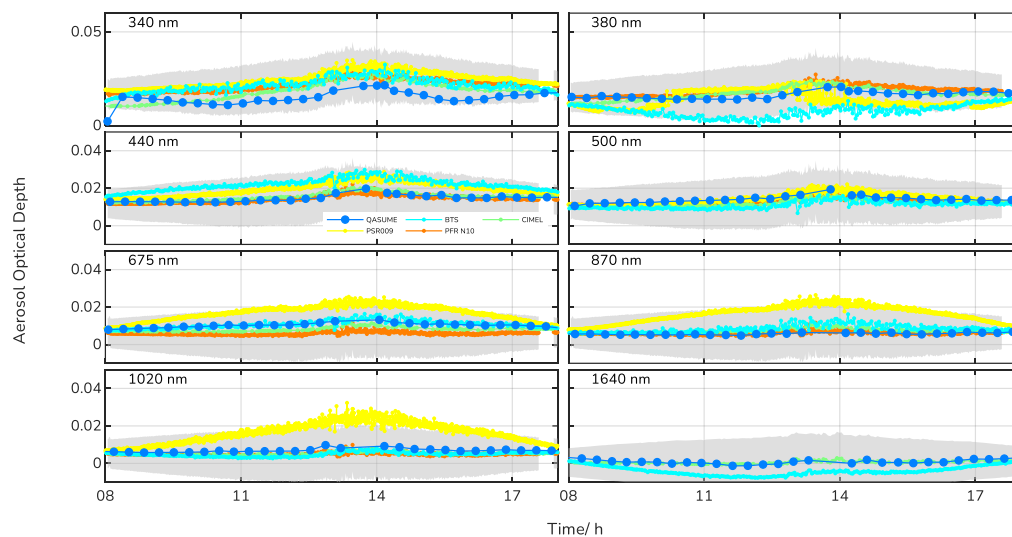 340 nm
380 nm
0.05
0
440 nm
500 nm
0.04
0.02
0
QASUME
BTS
CIMEL
PSR009
PFR N10
675 nm
870 nm
0.04
0.02
0
1020 nm
1640 nm
0.04
0.02
0
08
11
14
17
08
11
14
17
Aerosol Optical Depth
Time/ h